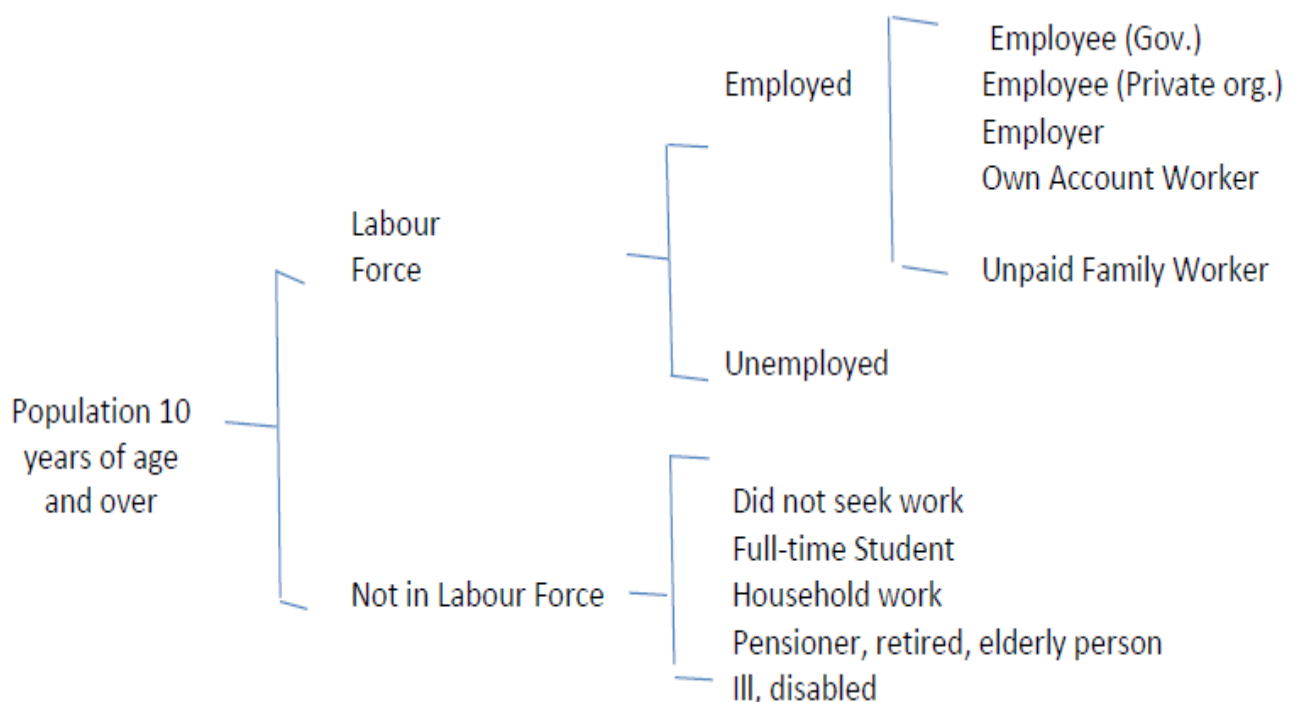 Employee (Gov.)
Employed
Employee (Private org.)
Employer
Own Account Worker
Labour
Force
Unpaid Family Worker
Unemployed
Population 10
years of age
and over
Did not seek work
Full-time Student
Not in Labour Force
Household work
Pensioner, retired, elderly person
Ill, disabled